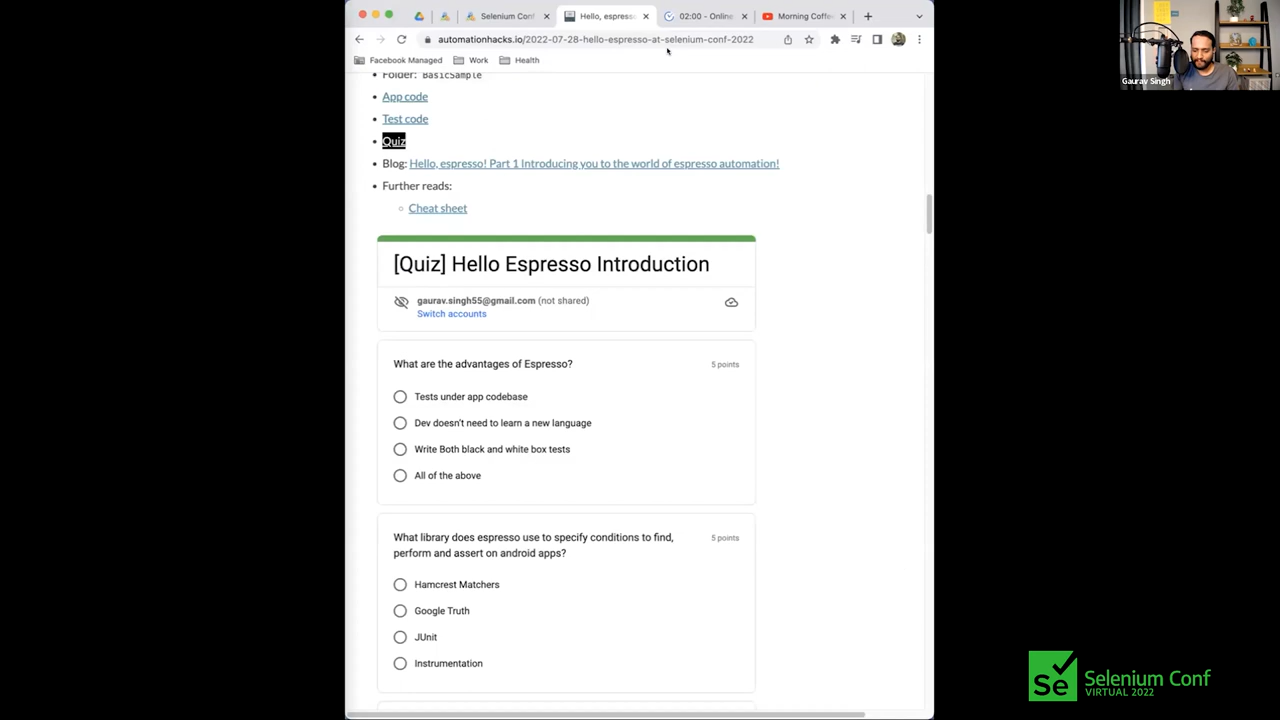 Selenium Conf
Hello, espresso
02:00 - Online
Morning Coffe
automationhacks.io/2022-07-28-hello-espresso-at-selenium-conf-2022
Facebook Managed
Work
Health
Gaurav Singh
Folder: BasicSample
App code
Test code
Quiz
Blog: Hello, espresso! Part 1 Introducing you to the world of espresso automation!
Further reads:
Cheat sheet
[Quiz] Hello Espresso Introduction
gaurav.singh55@gmail.com (not shared)
Switch accounts
What are the advantages of Espresso?
5 points
Tests under app codebase
Dev doesn't need to learn a new language
Write Both black and white box tests
All of the above
What library does espresso use to specify conditions to find,
perform and assert on android apps?
5 points
Hamcrest Matchers
Google Truth
JUnit
Instrumentation
Se
Selenium Conf
VIRTUAL 2022